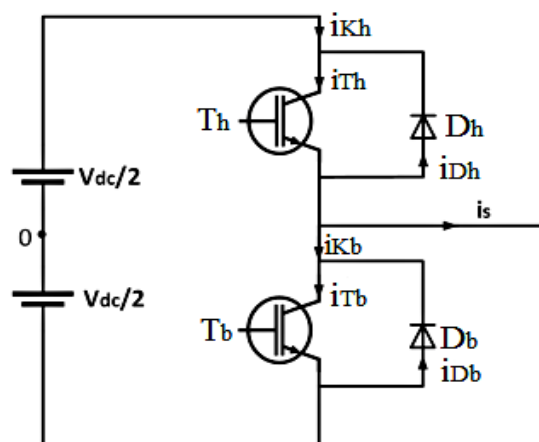 iKh
iTh
Th
Dh
iDh
Vdc/2
0
is
iKb
Vdc/2
iTb
Tb
Db
iDb